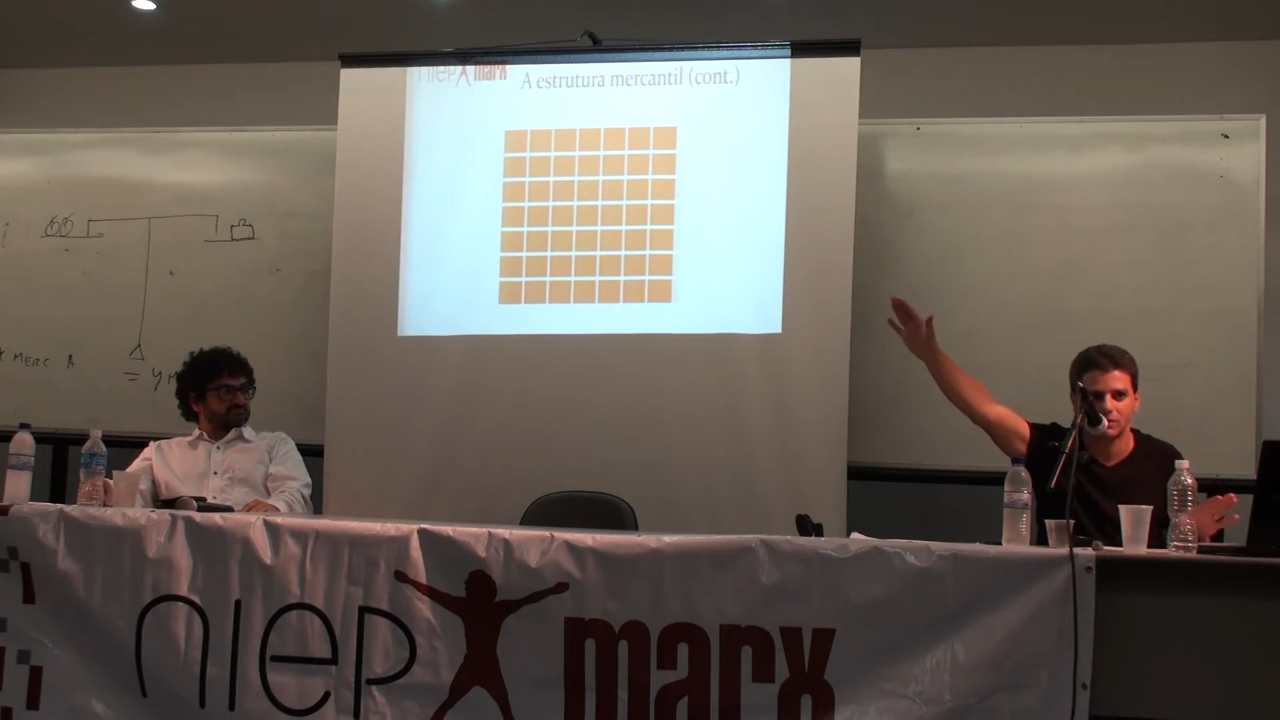 niep marx
A estrutura mercantil (cont.)
MERC A
= y M
niep marx